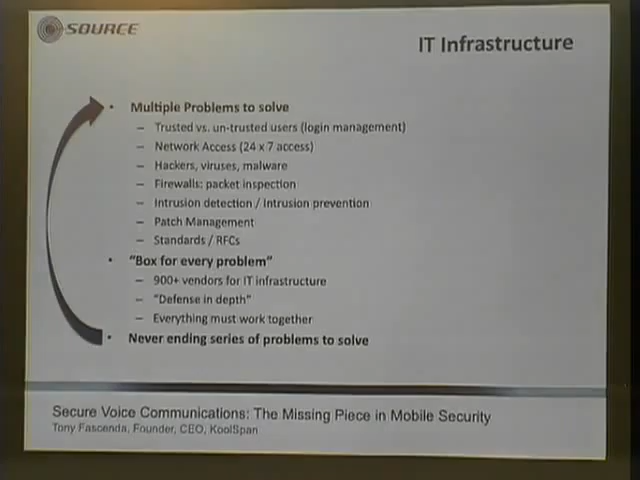 SOURCE
IT Infrastructure
• Multiple Problems to solve
– Trusted vs. un-trusted users (login management)
– Network Access (24 x 7 access)
– Hackers, viruses, malware
– Firewalls: packet inspection
– Intrusion detection / Intrusion prevention
– Patch Management
– Standards / RFCs
• "Box for every problem"
– 900+ vendors for IT infrastructure
– "Defense in depth"
– Everything must work together
• Never ending series of problems to solve
Secure Voice Communications: The Missing Piece in Mobile Security
Tony Fascenda, Founder, CEO, KoolSpan